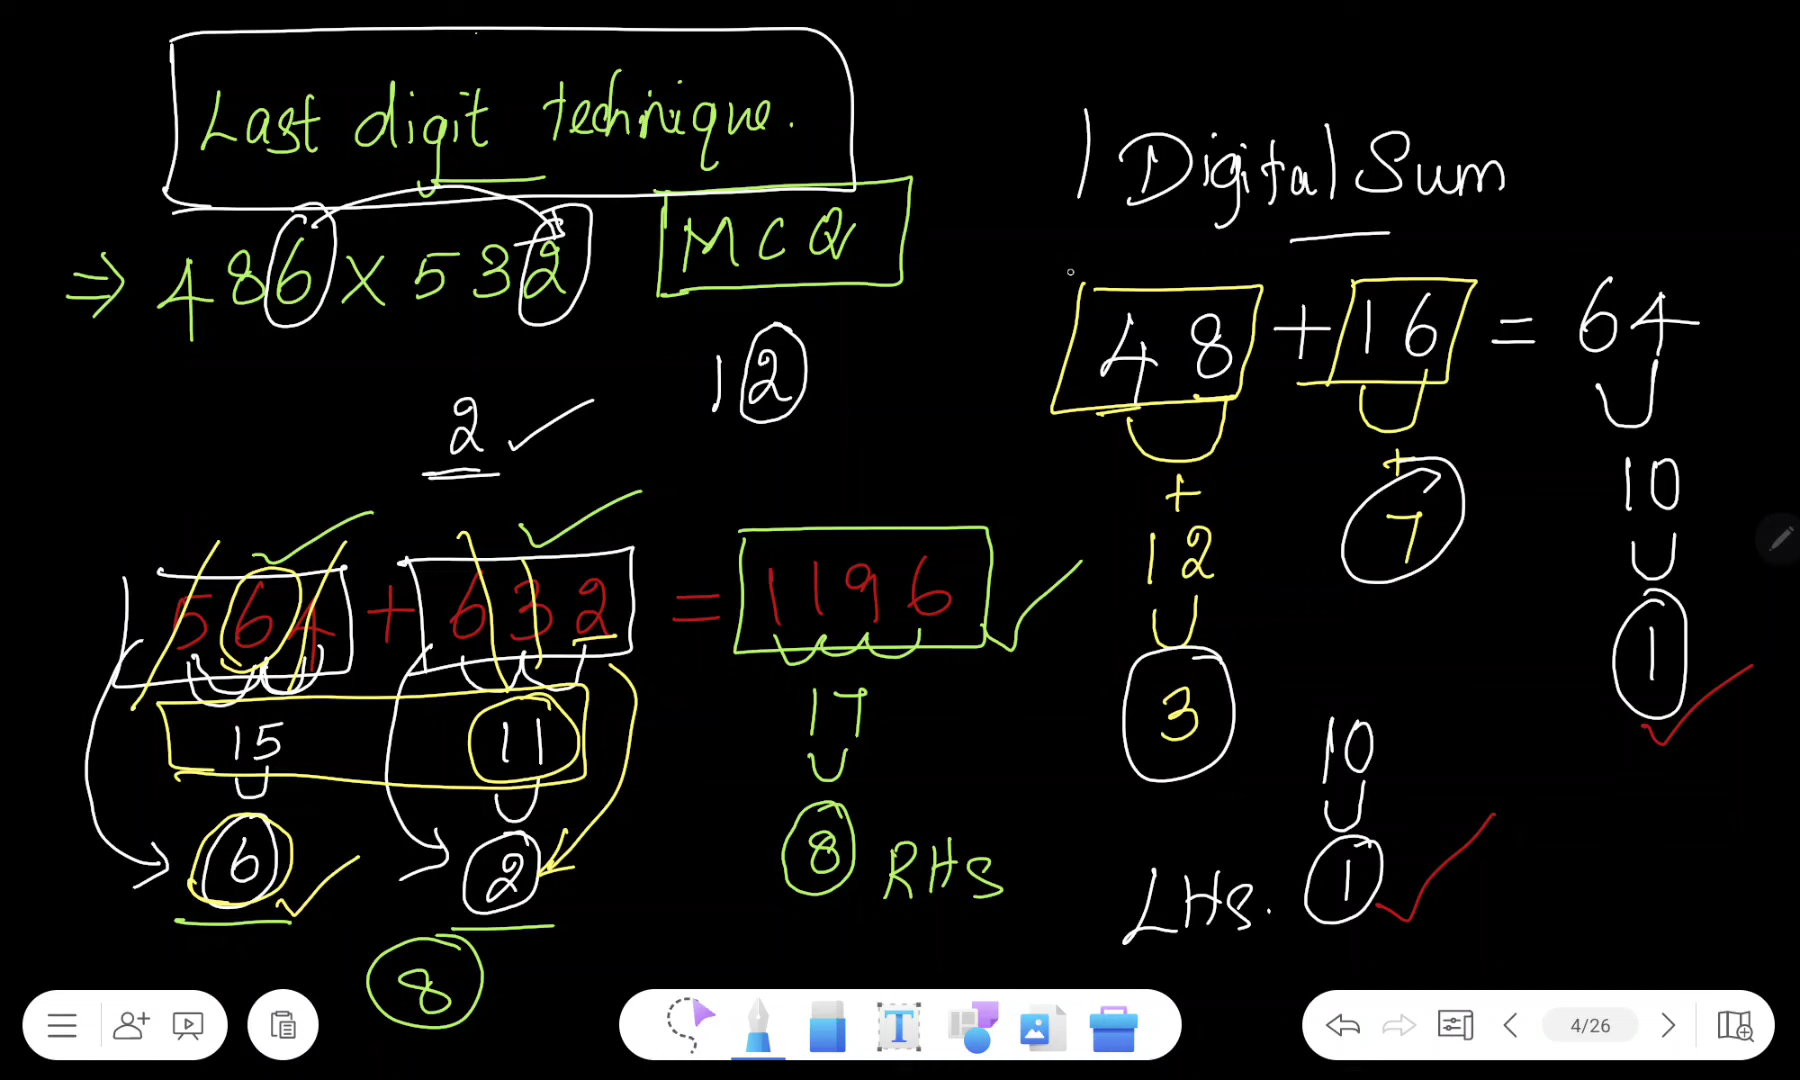 Last digit technique.
⇒ 486 × 532
MCQ
12
2 ✓
564 + 632 = 1196 ✓
15 11 17
6 ✓ 2 8 RHS
8
Digital Sum
48 + 16 = 64
+ +
12 7 10
3 1 ✓
10
LHS. 1 ✓
4/26
T